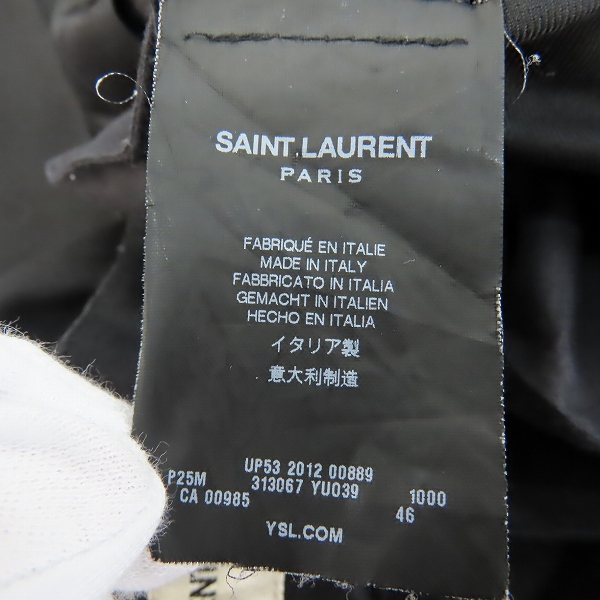 SAINT LAURENT
PARIS
FABRIQUÉ EN ITALIE
MADE IN ITALY
FABBRICATO IN ITALIA
GEMACHT IN ITALIEN
HECHO EN ITALIA
イタリア製
意大利制造
UP53 2012 00889
P25M 313067 YU039 1000
CA 00985 46
YSL.COM